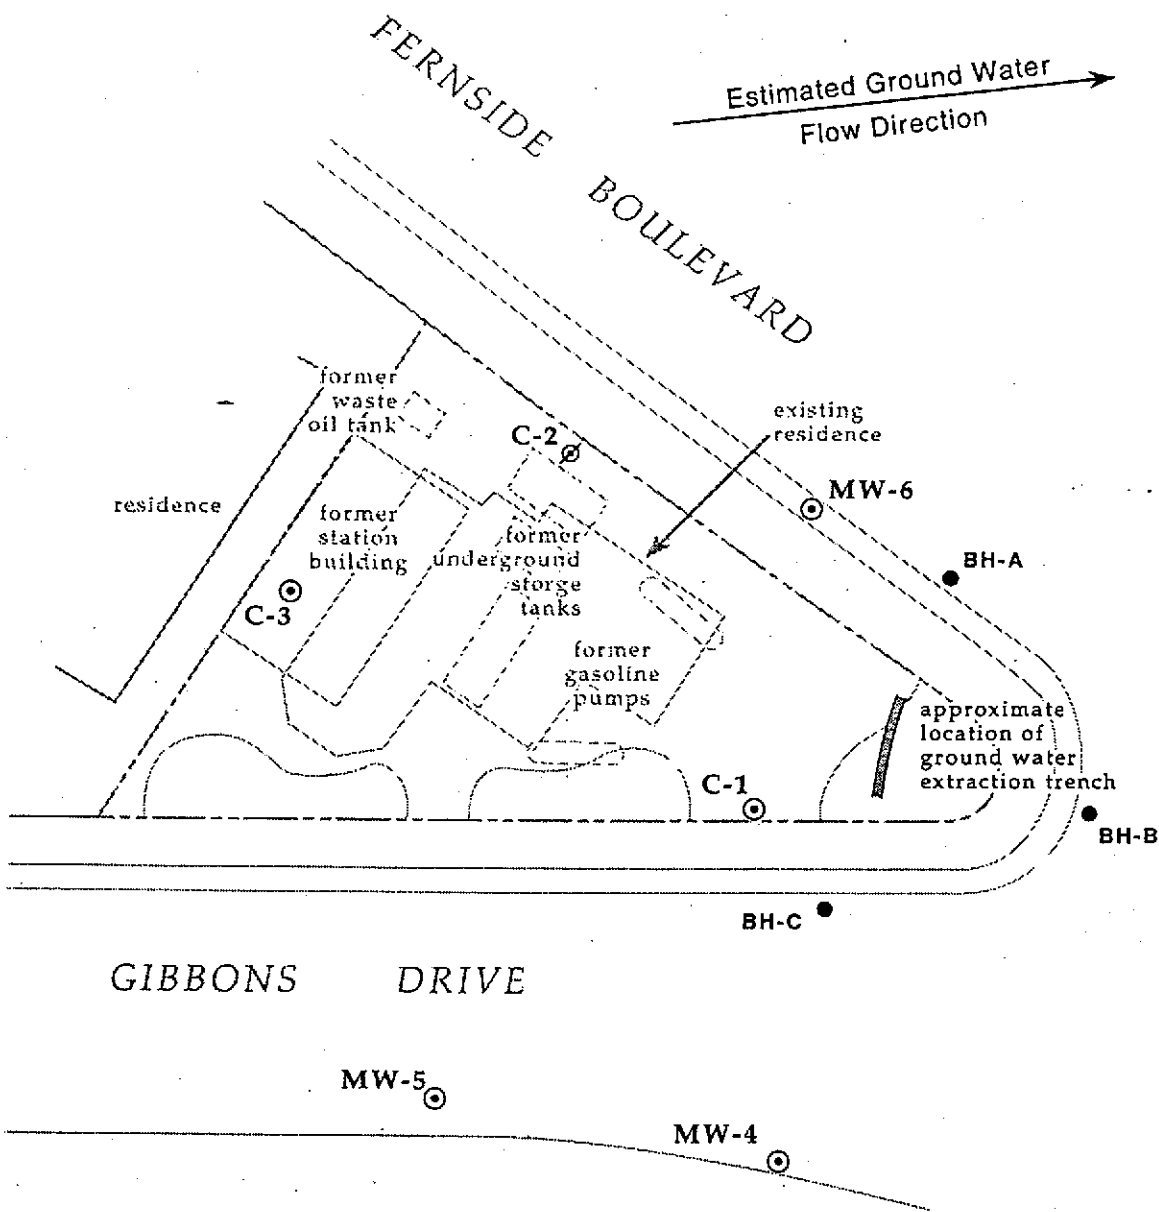 FERNSIDE BOULEVARD
Estimated Ground Water
Flow Direction
former
waste
oil tank
C-2
existing
residence
MW-6
residence
former
station
building
former
underground
storge
tanks
BH-A
C-3
former
gasoline
pumps
approximate
location of
ground water
extraction trench
C-1
BH-B
BH-C
GIBBONS DRIVE
MW-5
MW-4